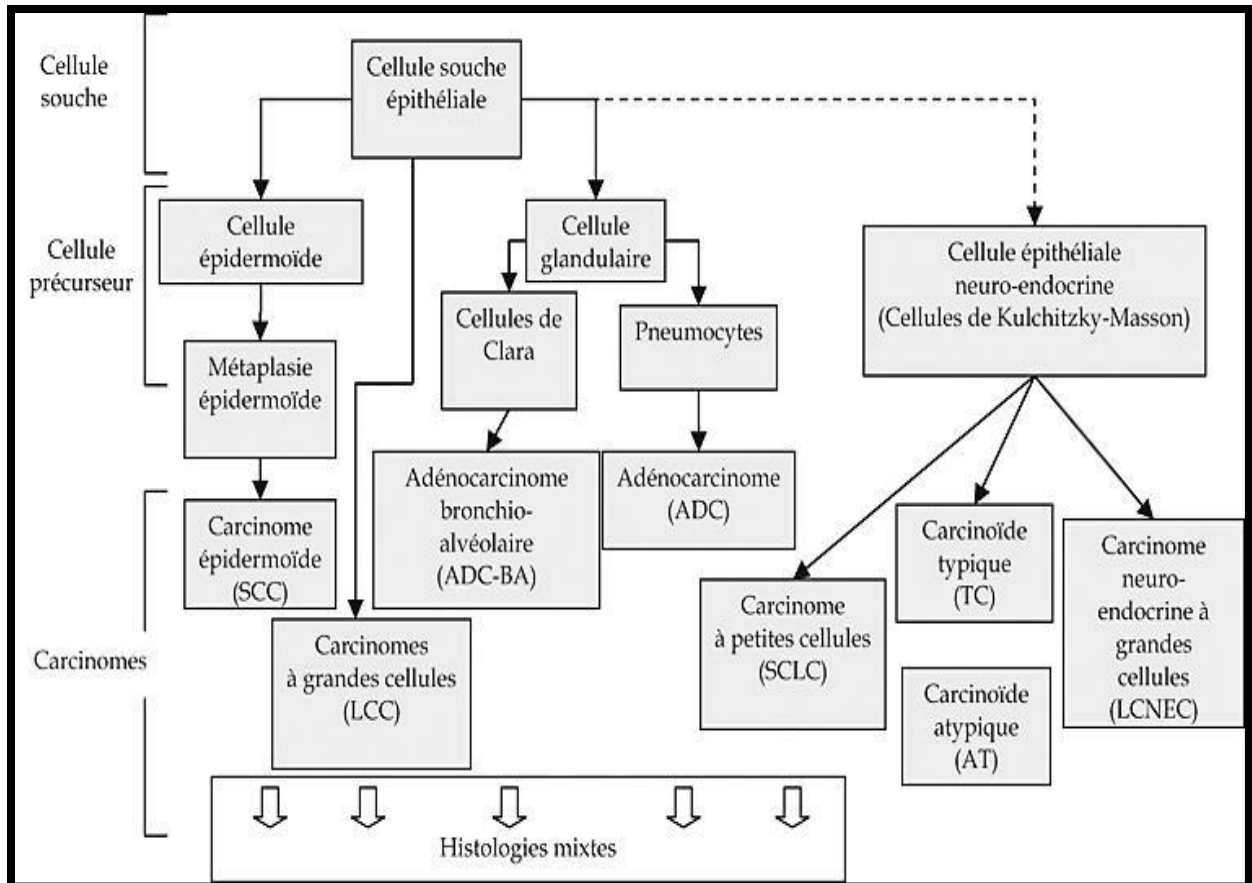 Cellule
souche
Cellule souche
épithéliale
Cellule
précurseur
Cellule
épidermoïde
Cellule
glandulaire
Cellule épithéliale
neuro-endocrine
(Cellules de Kulchitzky-Masson)
Cellules de
Clara
Pneumocytes
Métaplasie
épidermoïde
Carcinomes
Carcinome
épidermoïde
(SCC)
Adénocarcinome
bronchio-
alvéolaire
(ADC-BA)
Adénocarcinome
(ADC)
Carcinomes
à grandes cellules
(LCC)
Carcinome
à petites cellules
(SCLC)
Carcinoïde
typique
(TC)
Carcinoïde
atypique
(AT)
Carcinome
neuro-
endocrine à
grandes
cellules
(LCNEC)
Histologies mixtes